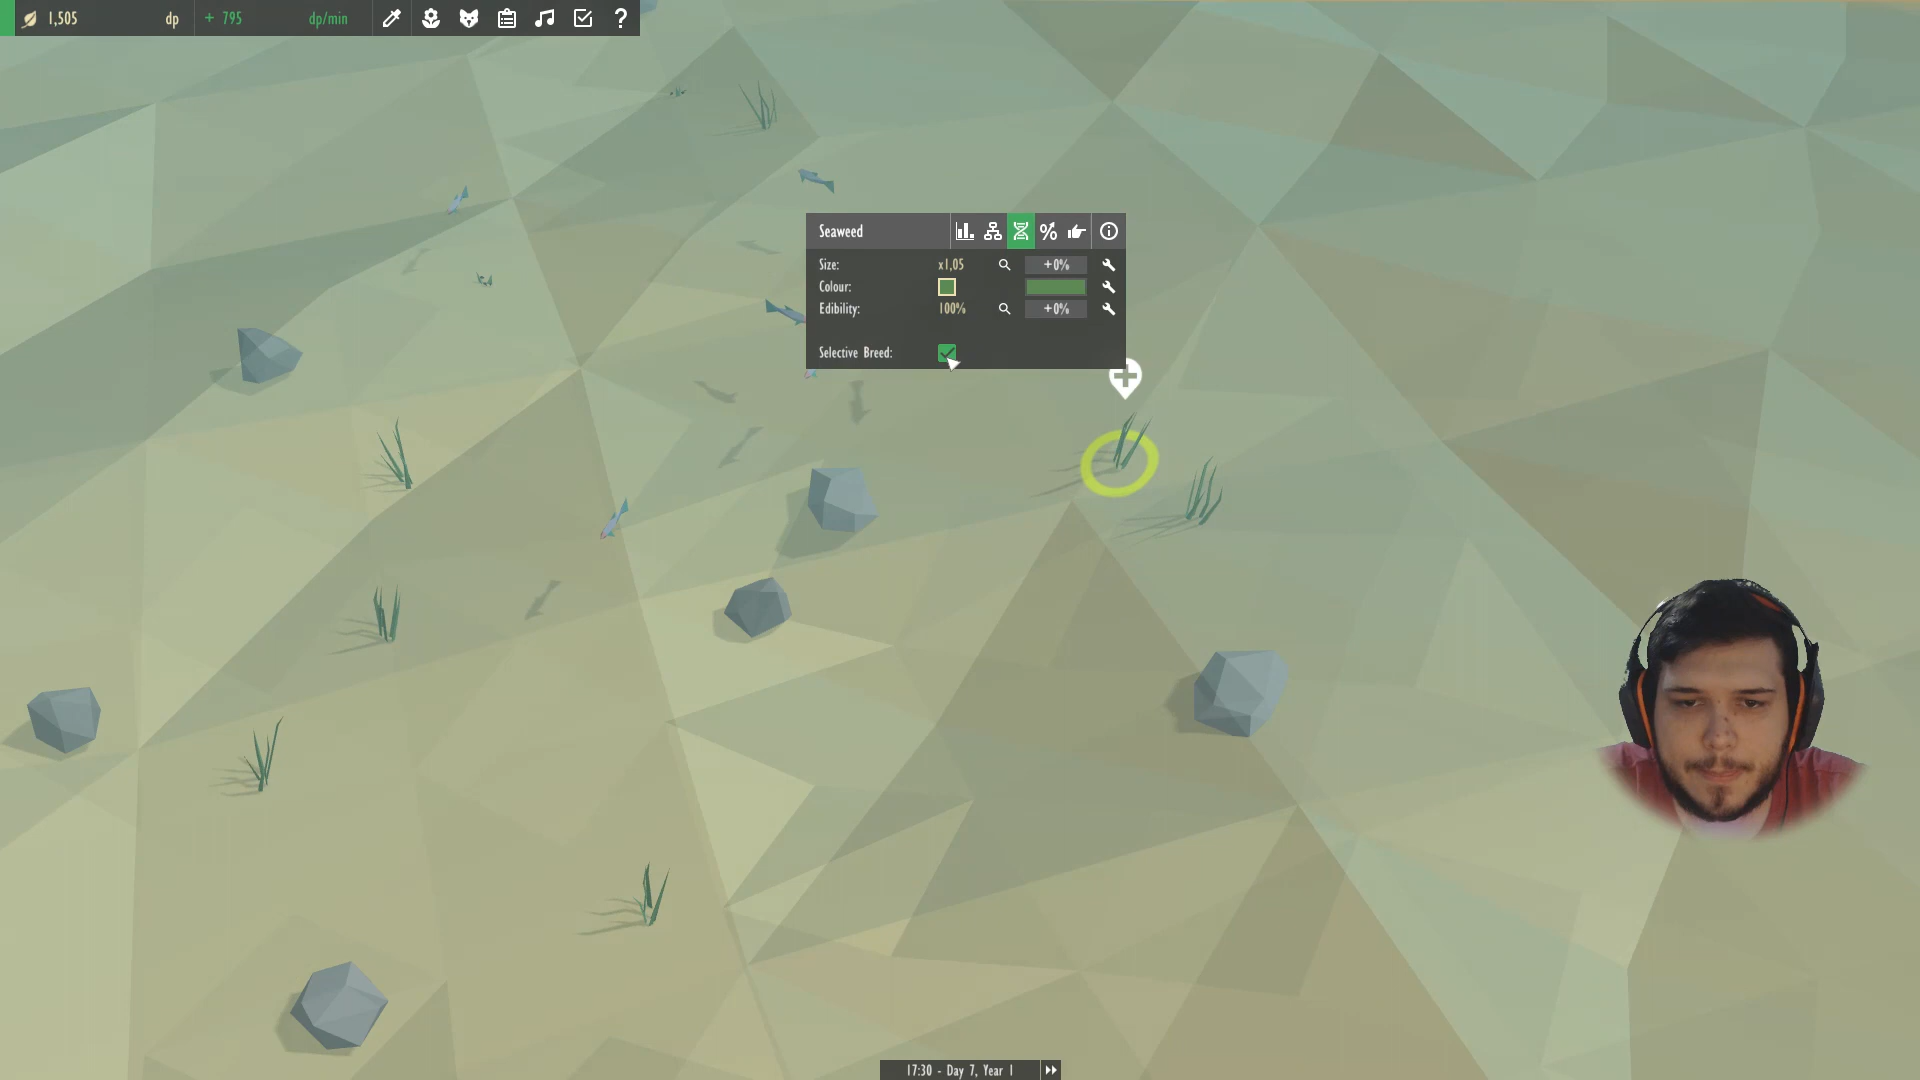 1,505 dp + 795 dp/min ?
Seaweed
Size: x1,05 +0%
Colour:
Edibility: 100% +0%
Selective Breed:
17:30 - Day 7, Year 1